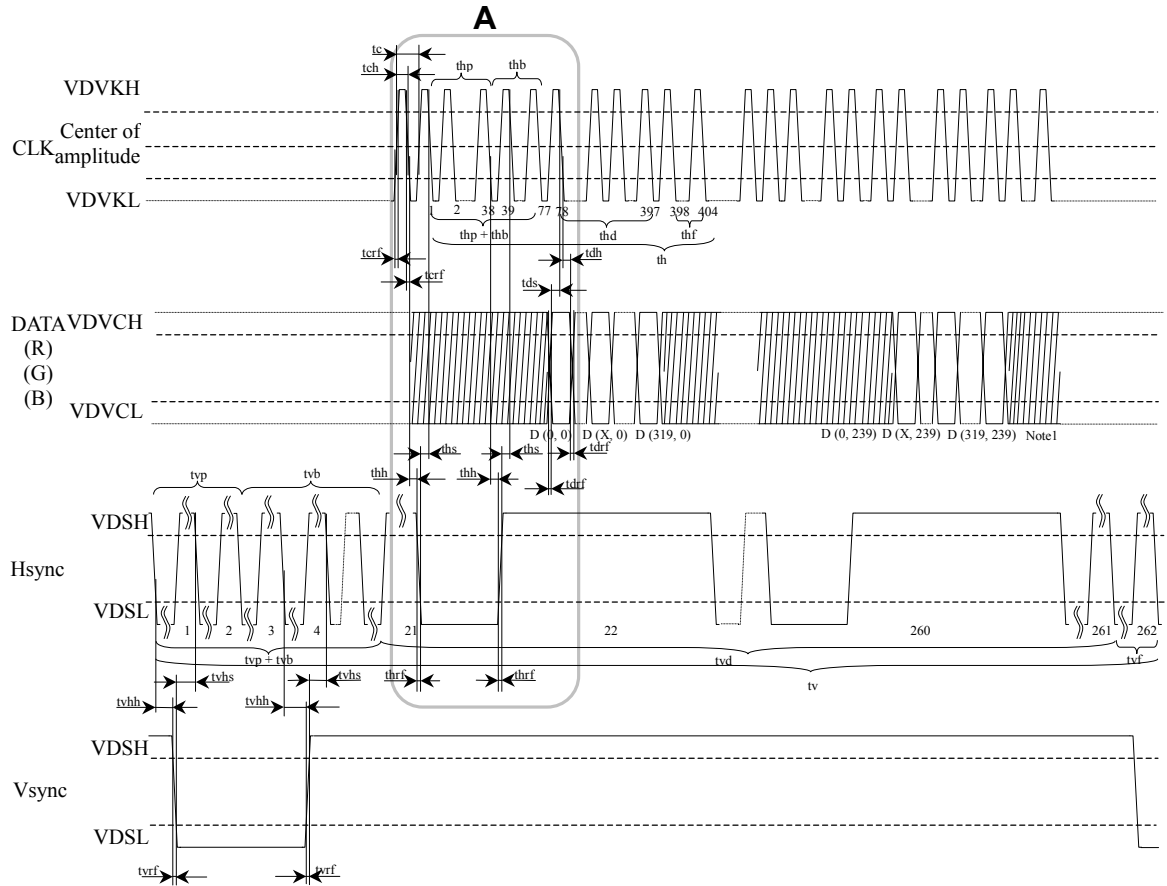 A
tc
tch
thp thb
VDVKH
Center of
CLK amplitude
VDVKL
1 2 38 39 77 78 397 398 404
thp + thb thd thf
th
tcrf tdh
tcrf
tds
DATA VDVCH
(R)
(G)
(B)
VDVCL
D (0, 0) D (X, 0) D (319, 0) D (0, 239) D (X, 239) D (319, 239) Note1
ths ths tdrf
thh thh
tdrf
tvp tvb
VDSH
Hsync
VDSL
1 2 3 4 21 22 260 261 262
tvp + tvb tvd tvf
tv
tvhs tvhs thrf thrf
tvhh tvhh
VDSH
Vsync
VDSL
tvrf tvrf